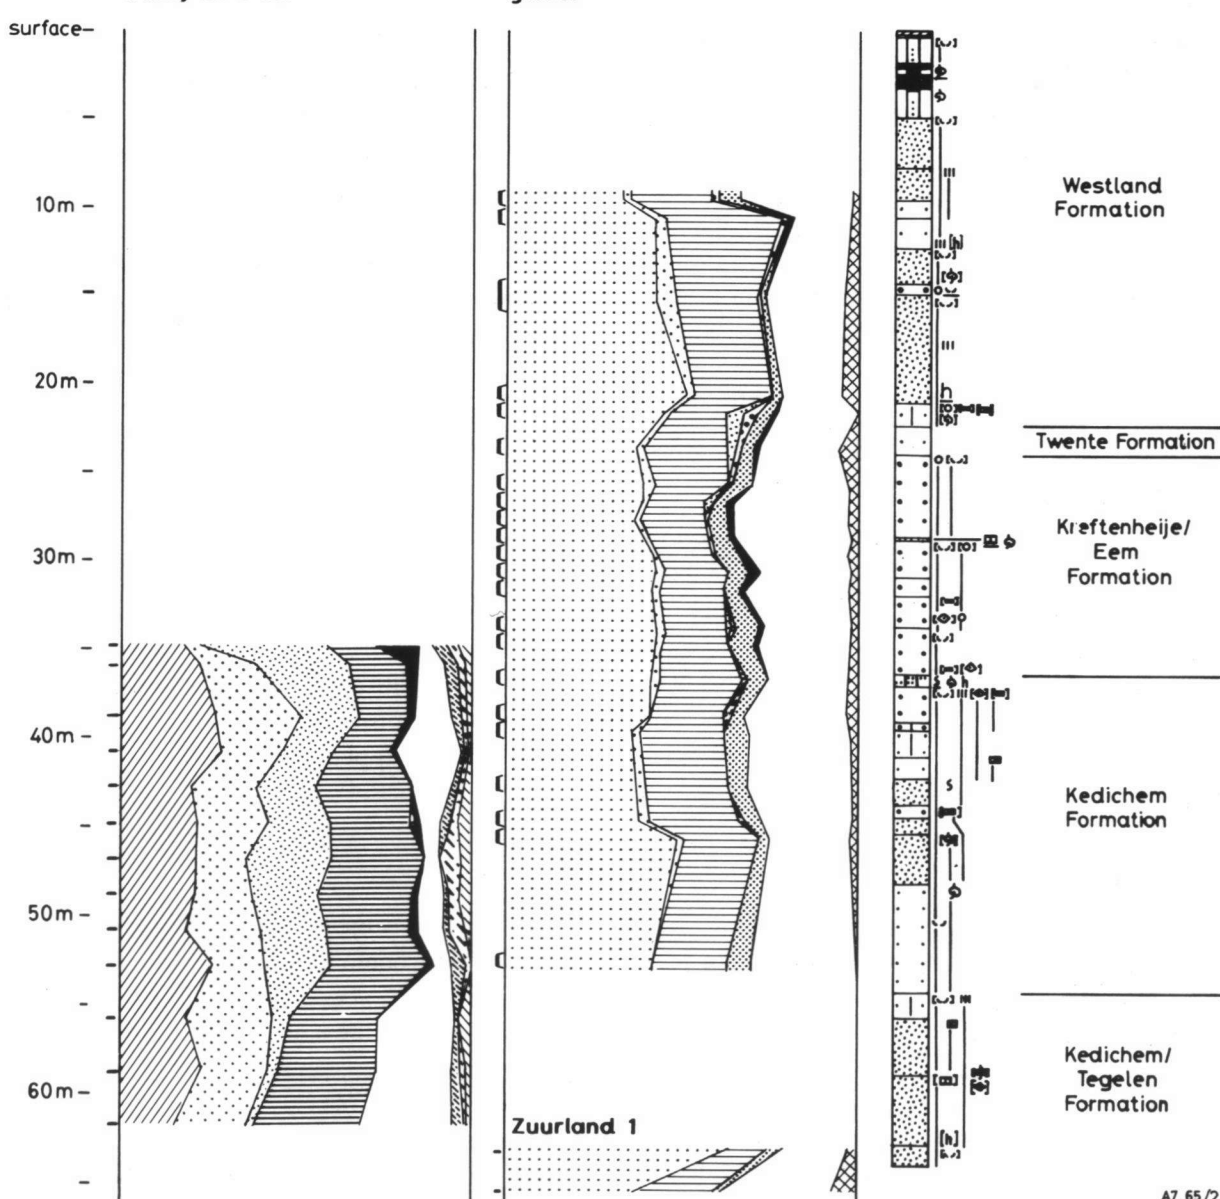 surface
10m
20m
30m
40m
50m
60m
Zuurland 1
Westland
Formation
Twente Formation
Kreftenheije/
Eem
Formation
Kedichem
Formation
Kedichem/
Tegelen
Formation